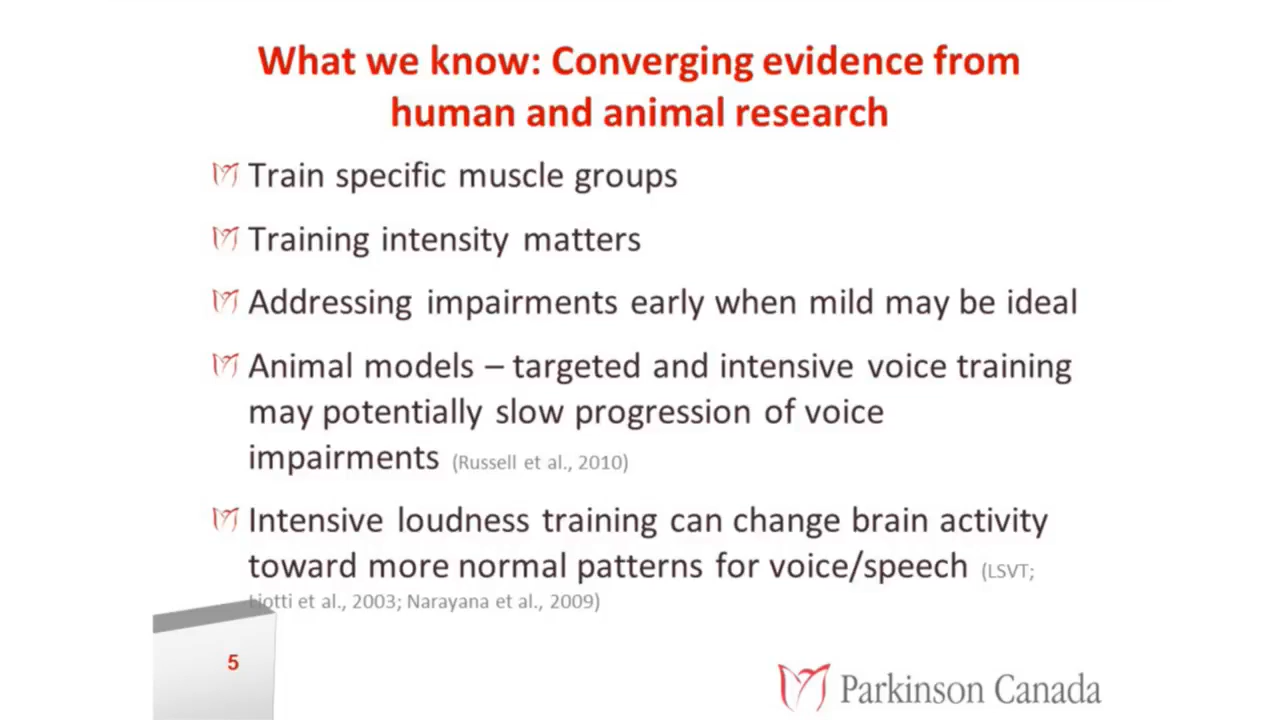 What we know: Converging evidence from
human and animal research
Train specific muscle groups
Training intensity matters
Addressing impairments early when mild may be ideal
Animal models – targeted and intensive voice training
may potentially slow progression of voice
impairments (Russell et al., 2010)
Intensive loudness training can change brain activity
toward more normal patterns for voice/speech (LSVT;
Liotti et al., 2003; Narayana et al., 2009)
5
Parkinson Canada